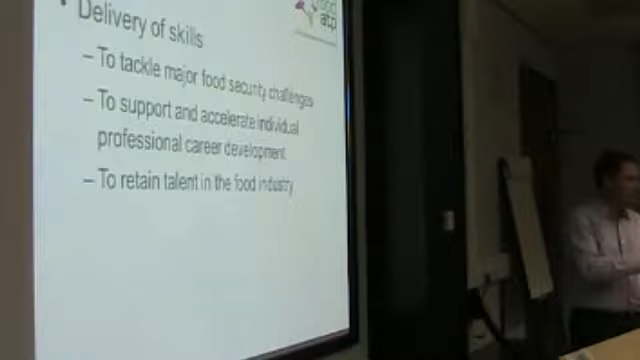 • Delivery of skills
– To tackle major food security challenges
– To support and accelerate individual
professional career development
– To retain talent in the food industry
atp